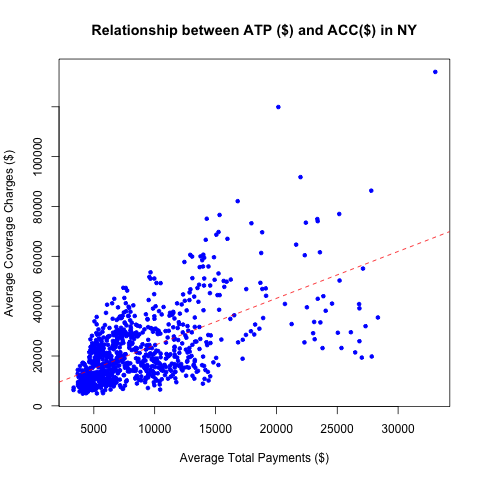 Relationship between ATP ($) and ACC($) in NY
Average Coverage Charges ($)
100000
80000
60000
40000
20000
0
5000 10000 15000 20000 25000 30000
Average Total Payments ($)